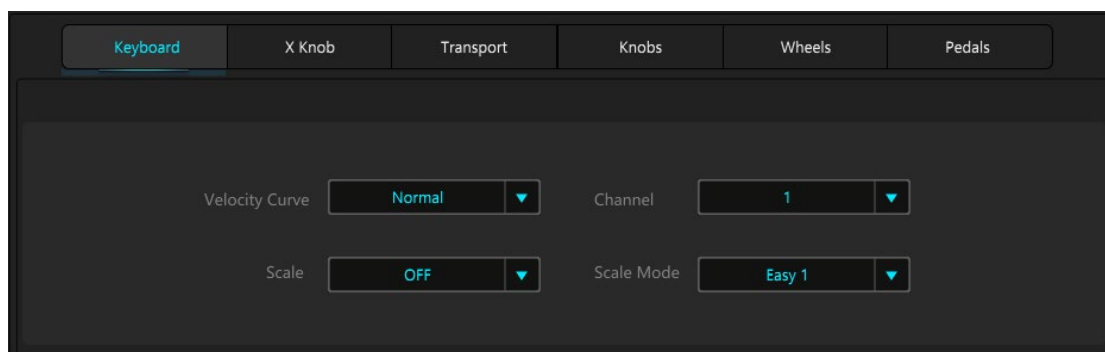 Keyboard X Knob Transport Knobs Wheels Pedals
Velocity Curve Normal Channel 1
Scale OFF Scale Mode Easy 1